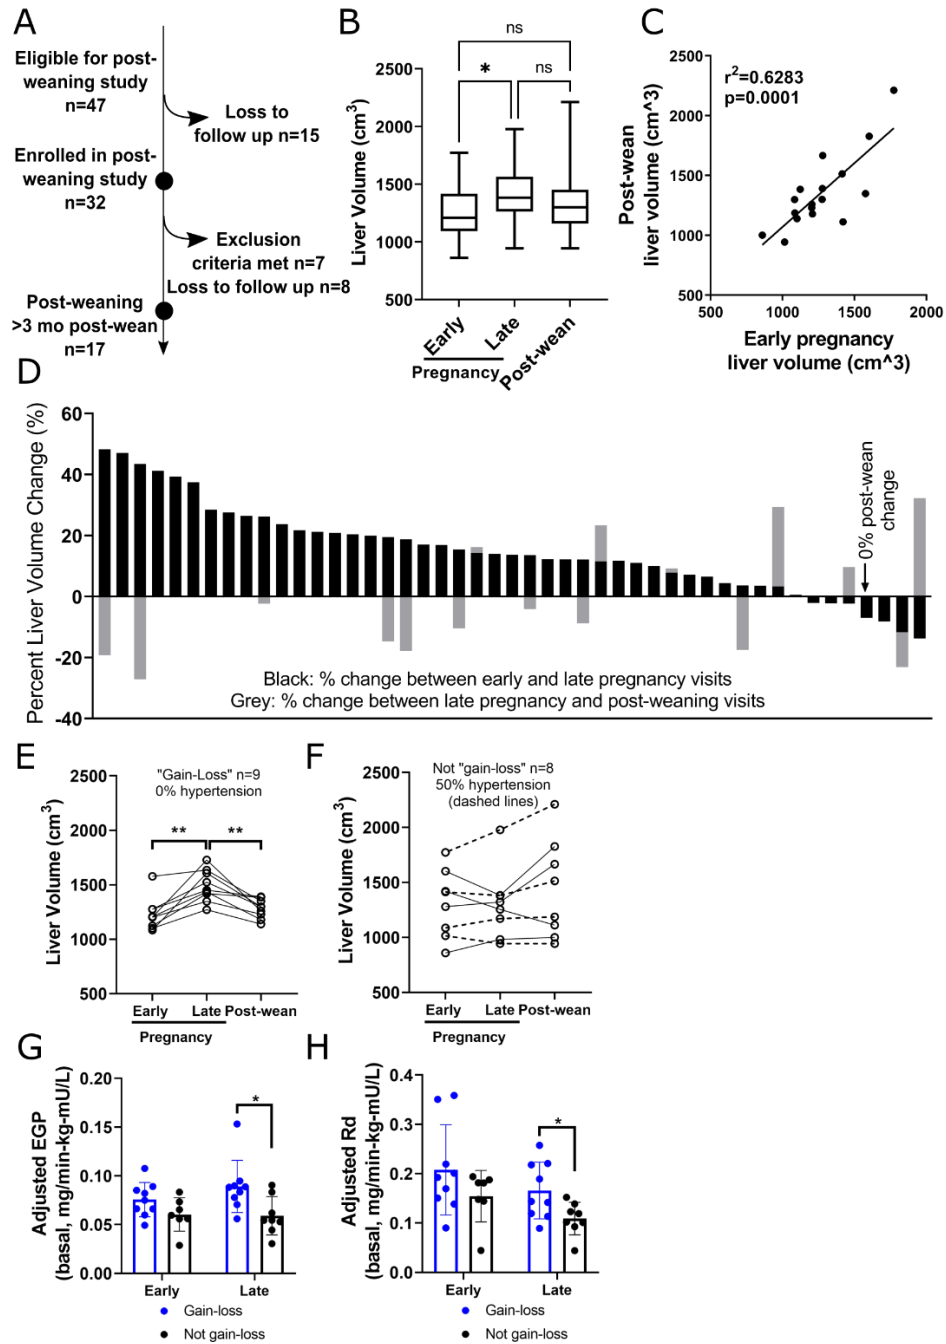 A
Eligible for post-
weaning study
n=47
Loss to
follow up n=15
Enrolled in post-
weaning study
n=32
Exclusion
criteria met n=7
Loss to follow up n=8
Post-weaning
>3 mo post-wean
n=17
B
Liver Volume (cm³)
2500
2000
1500
1000
500
ns
*
ns
Early
Late
Post-wean
Pregnancy
C
Post-wean
liver volume (cm^3)
2500
2000
1500
1000
500
r²=0.6283
p=0.0001
500
1000
1500
2000
Early pregnancy
liver volume (cm^3)
D
Percent Liver Volume Change (%)
60
40
20
0
-20
-40
0% post-wean
change
Black: % change between early and late pregnancy visits
Grey: % change between late pregnancy and post-weaning visits
E
Liver Volume (cm³)
2500
2000
1500
1000
500
"Gain-Loss" n=9
0% hypertension
**
**
Early
Late
Post-wean
Pregnancy
F
Liver Volume (cm³)
2500
2000
1500
1000
500
Not "gain-loss" n=8
50% hypertension
(dashed lines)
Early
Late
Post-wean
Pregnancy
G
Adjusted EGP
(basal, mg/min-kg-mU/L)
0.20
0.15
0.10
0.05
0.00
*
Early
Late
Gain-loss
Not gain-loss
H
Adjusted Rd
(basal, mg/min-kg-mU/L)
0.4
0.3
0.2
0.1
0.0
*
Early
Late
Gain-loss
Not gain-loss